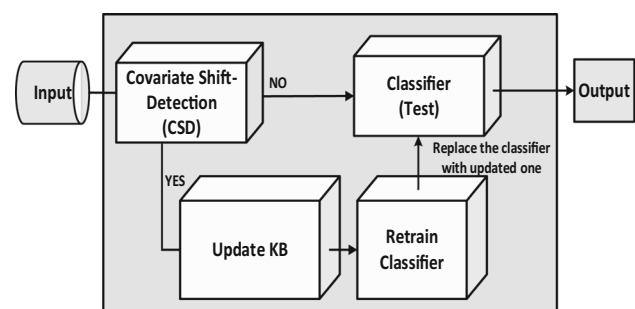 Input
Covariate Shift-
Detection
(CSD)
NO
Classifier
(Test)
Output
YES
Replace the classifier
with updated one
Update KB
Retrain
Classifier